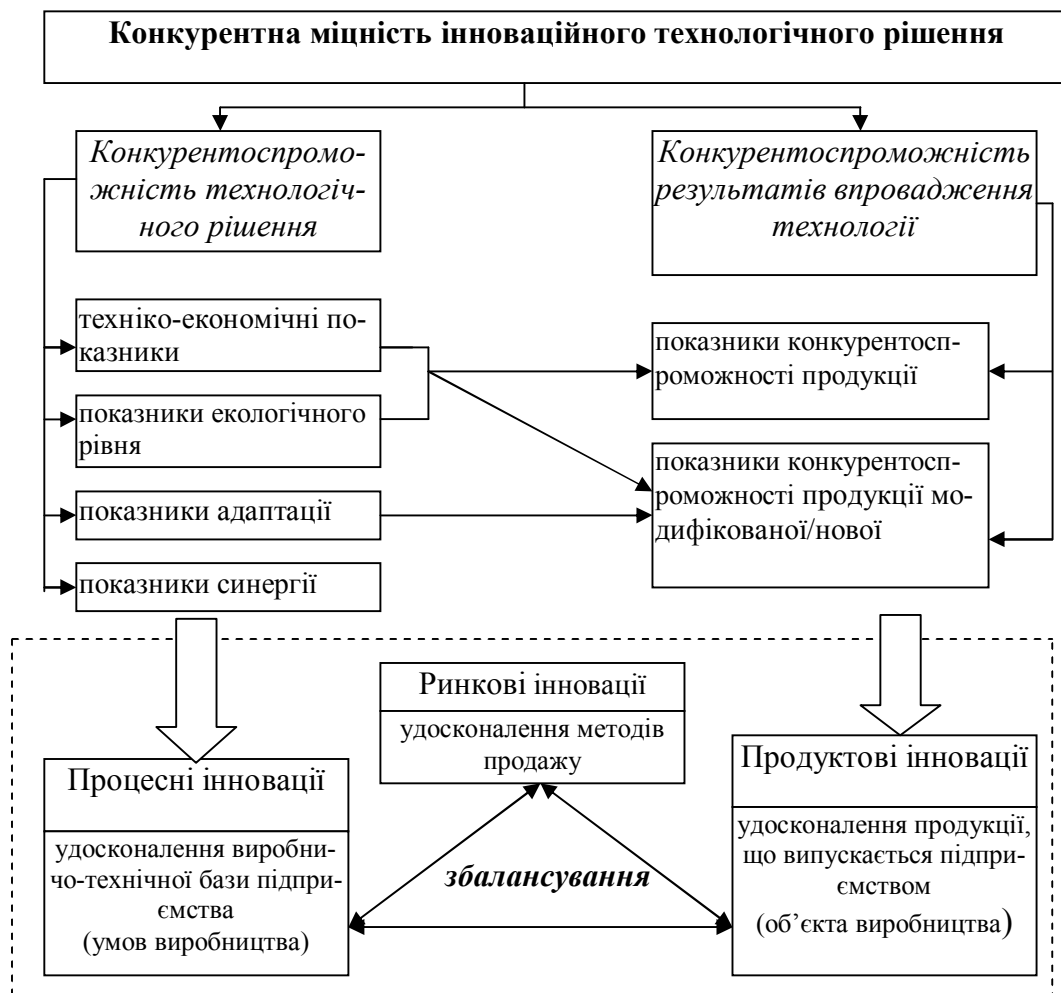 Конкурентна міцність інноваційного технологічного рішення
Конкурентоспромо-
жність технологіч-
ного рішення
Конкурентоспроможність
результатів впровадження
технології
техніко-економічні по-
казники
показники екологічного
рівня
показники адаптації
показники синергії
показники конкурентосп-
роможності продукції
показники конкурентосп-
роможності продукції мо-
дифікованої/нової
Ринкові інновації
удосконалення методів
продажу
Процесні інновації
удосконалення виробни-
чо-технічної бази підпри-
ємства
(умов виробництва)
збалансування
Продуктові інновації
удосконалення продукції,
що випускається підпри-
ємством
(об’єкта виробництва)